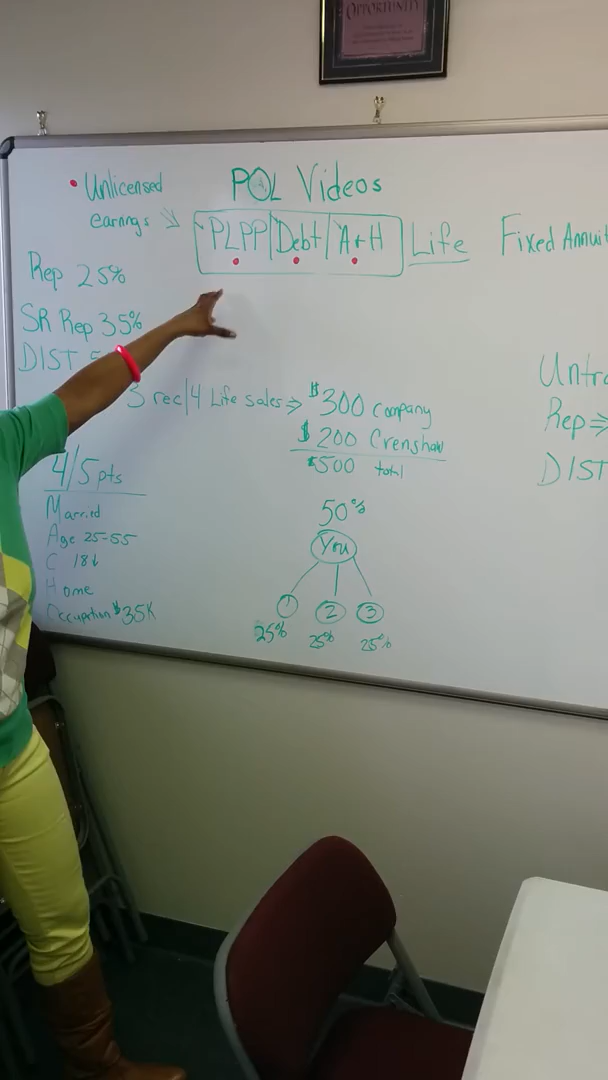 OPPORTUNITY
• Unlicensed
earnings
POL Videos
PLPP | Debt | A+H
Life
Fixed Annuit
Rep 25%
SR Rep 35%
DIST
3 rec/4 Life sales ⇒ $300 Company
$200 Crenshaw
$500 total
Rep ⇒
DIST
4/5 pts
Married
Age 25-55
C 18↓
Home
Occupation $35K
50%
You
1 2 3
25% 25% 25%